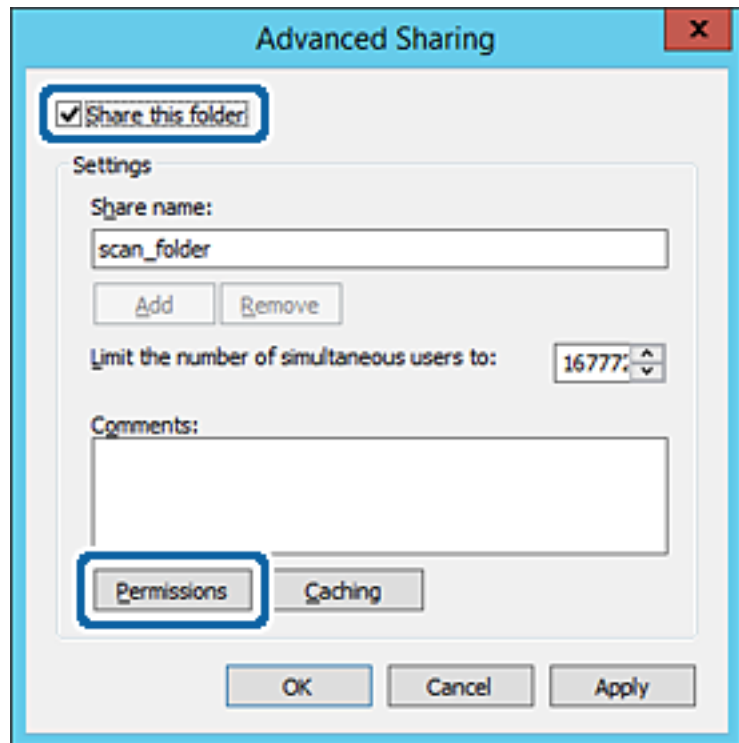 Advanced Sharing
x
Share this folder
Settings
Share name:
scan_folder
Add Remove
Limit the number of simultaneous users to:
Comments:
Permissions Caching
OK Cancel Apply